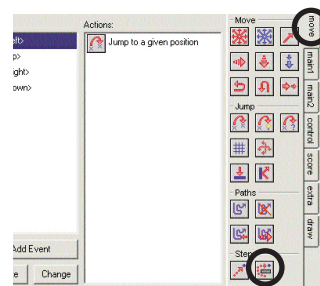 Actions:
Jump to a given position
eft>
p>
ight>
own>
Add Event
e
Change
Move
Jump
Paths
Step
move
main1
main2
control
score
extra
draw